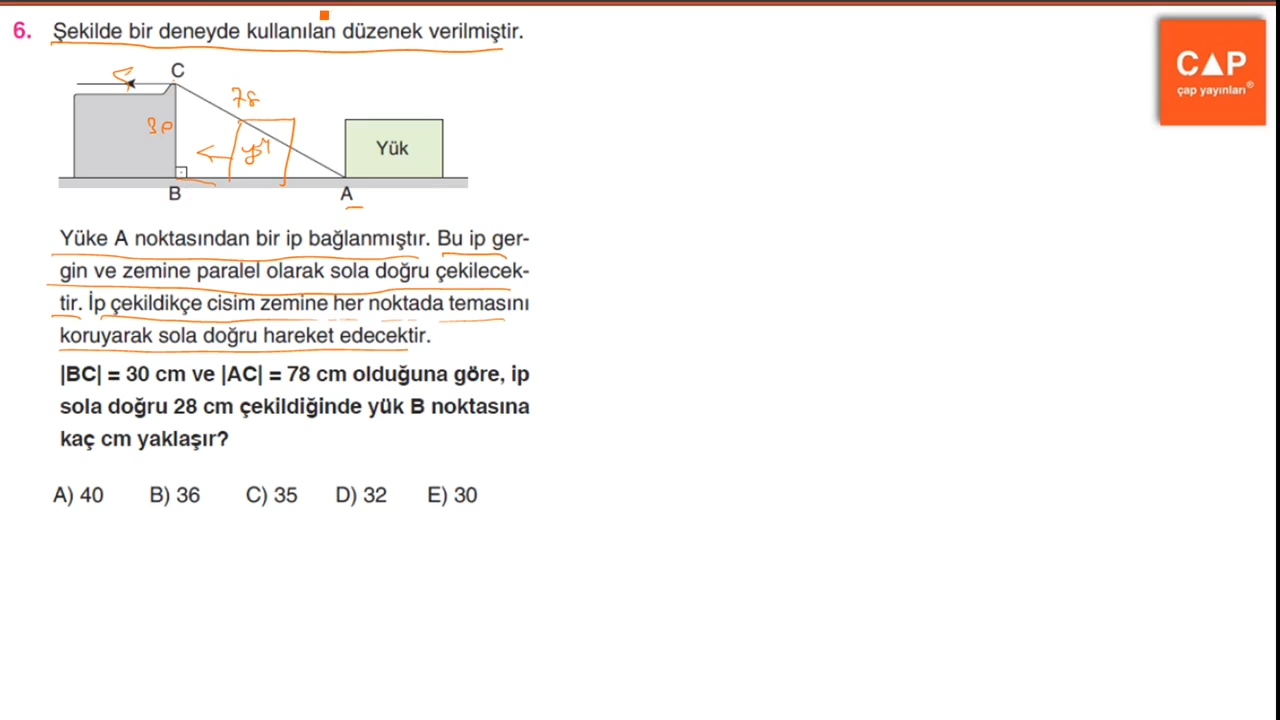 6. Şekilde bir deneyde kullanılan düzenek verilmiştir.
ÇAP
çap yayınları®
C
78
30
yük
Yük
B
A
Yüke A noktasından bir ip bağlanmıştır. Bu ip ger-
gin ve zemine paralel olarak sola doğru çekilecek-
tir. İp çekildikçe cisim zemine her noktada temasını
koruyarak sola doğru hareket edecektir.
|BC| = 30 cm ve |AC| = 78 cm olduğuna göre, ip
sola doğru 28 cm çekildiğinde yük B noktasına
kaç cm yaklaşır?
A) 40 B) 36 C) 35 D) 32 E) 30